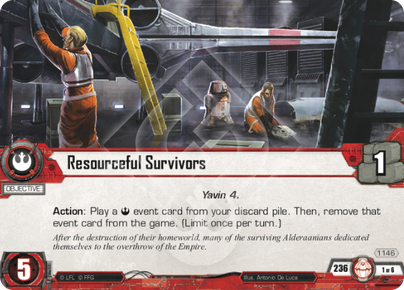 Resourceful Survivors
1
OBJECTIVE
Yavin 4.
Action: Play a event card from your discard pile. Then, remove that
event card from the game. (Limit once per turn.)
After the destruction of their homeworld, many of the surviving Alderaanians dedicated
themselves to the overthrow of the Empire.
1146
5
© LFL © FFG
Illus. Antonio De Luca
236
1 of 6